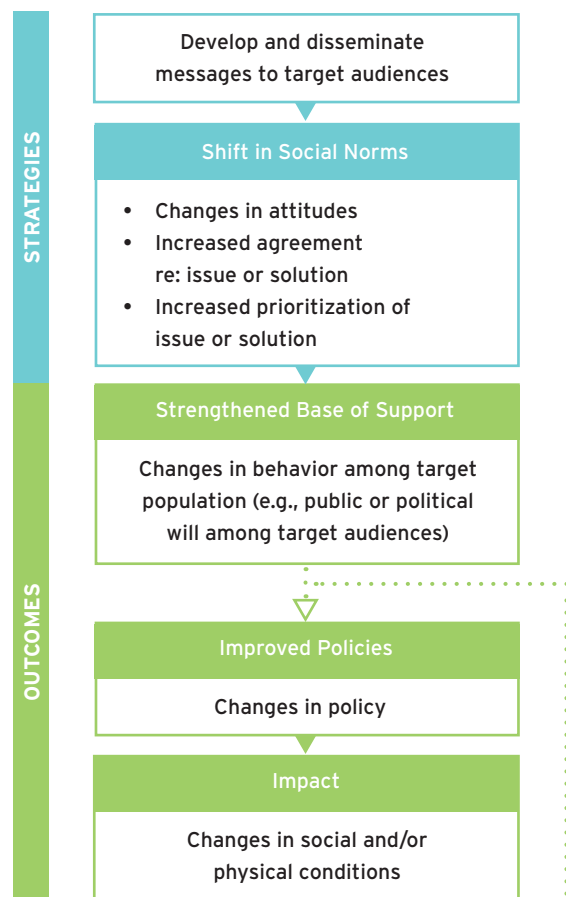 STRATEGIES
Develop and disseminate
messages to target audiences
Shift in Social Norms
• Changes in attitudes
• Increased agreement
re: issue or solution
• Increased prioritization of
issue or solution
OUTCOMES
Strengthened Base of Support
Changes in behavior among target
population (e.g., public or political
will among target audiences)
Improved Policies
Changes in policy
Impact
Changes in social and/or
physical conditions